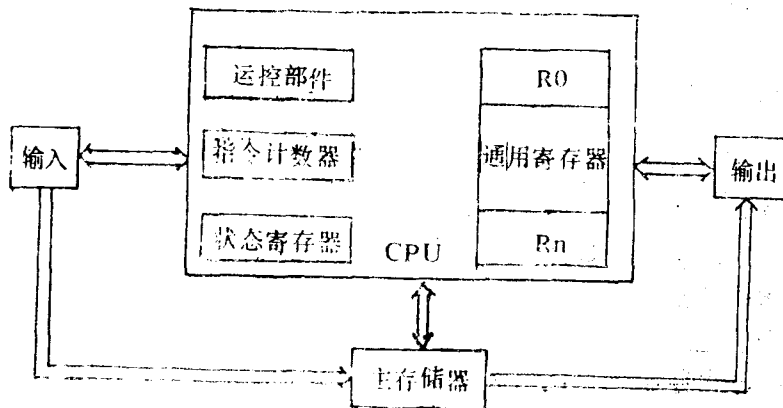 运控部件
R0
输入
指令计数器
通用寄存器
输出
状态寄存器
CPU
Rn
主存储器